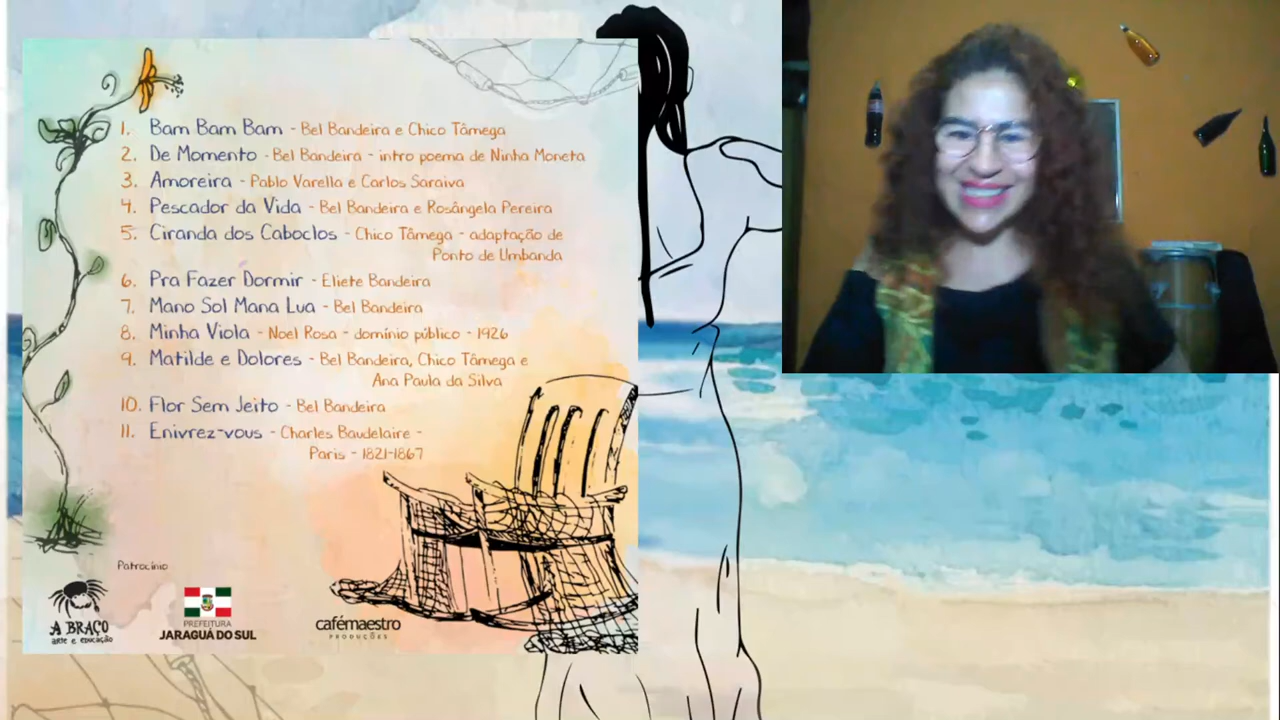 1. Bam Bam Bam - Bel Bandeira e Chico Tâmega
2. De Momento - Bel Bandeira - intro poema de Ninha Moneta
3. Amoreira - Pablo Varella e Carlos Saraiva
4. Pescador da Vida - Bel Bandeira e Rosângela Pereira
5. Ciranda dos Caboclos - Chico Tâmega - adaptação de
Ponto de Umbanda
6. Pra Fazer Dormir - Eliete Bandeira
7. Mano Sol Mana Lua - Bel Bandeira
8. Minha Viola - Noel Rosa - domínio público - 1926
9. Matilde e Dolores - Bel Bandeira, Chico Tâmega e
Ana Paula da Silva
10. Flor Sem Jeito - Bel Bandeira
11. Enivrez-vous - Charles Baudelaire -
Paris - 1821-1867
Patrocínio
A BRAÇO
arte e educação
PREFEITURA
JARAGUÁ DO SUL
cafémaestro
PRODUÇÕES